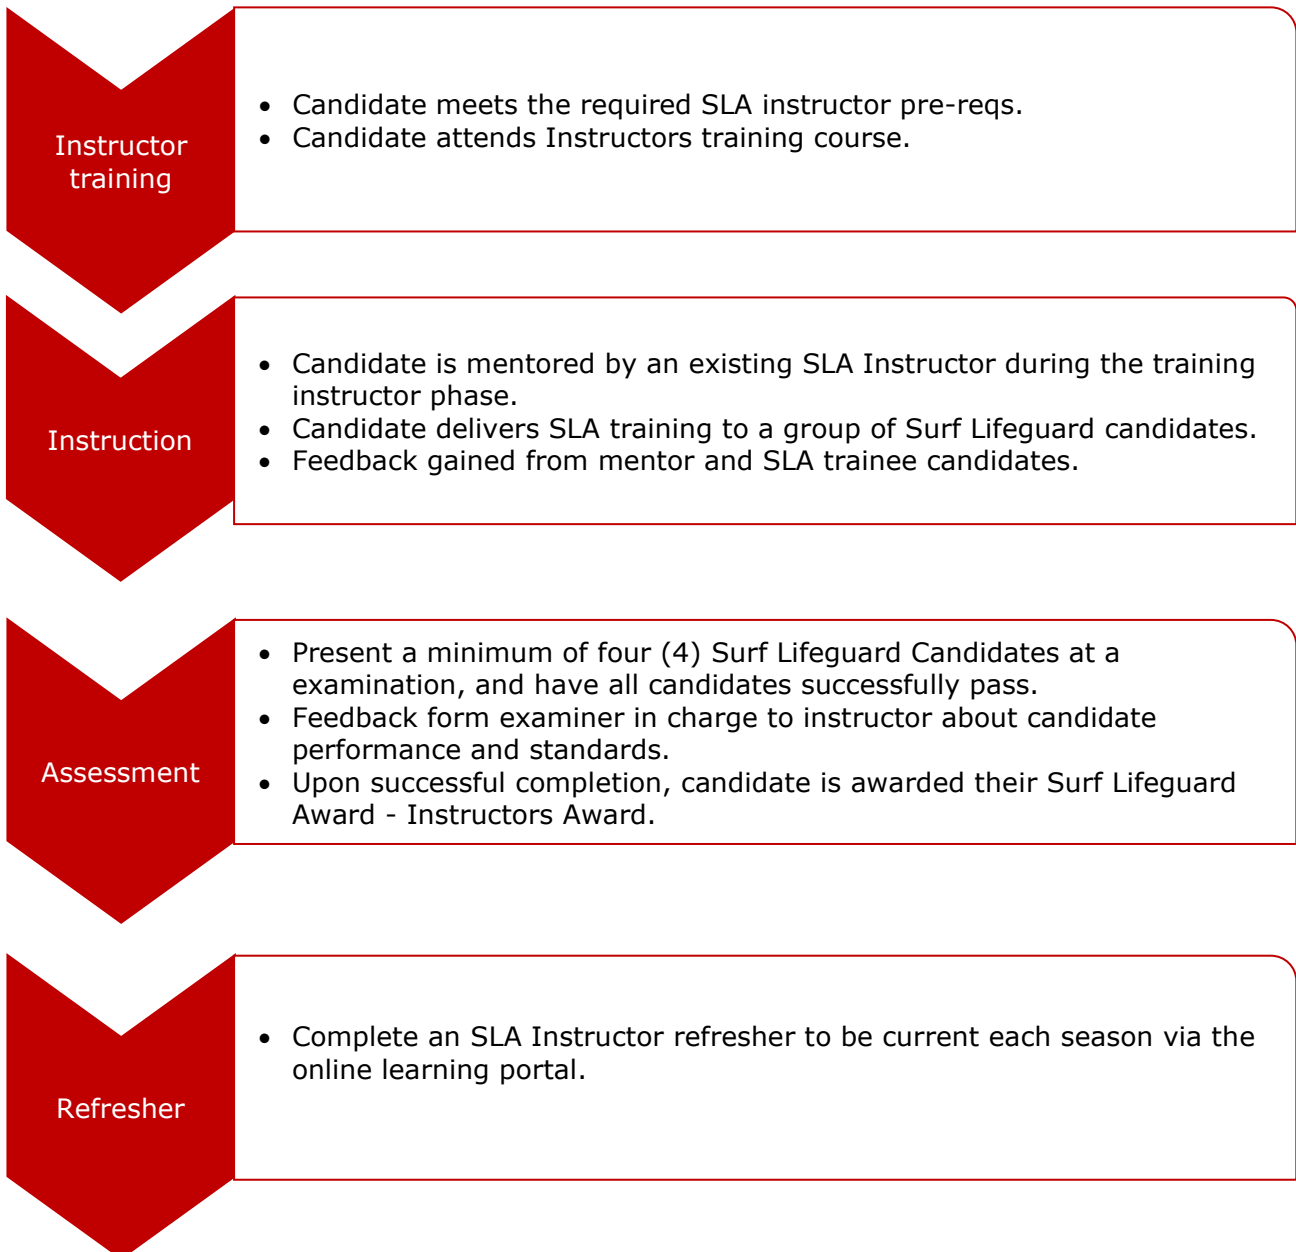 Instructor
training
• Candidate meets the required SLA instructor pre-reqs.
• Candidate attends Instructors training course.
Instruction
• Candidate is mentored by an existing SLA Instructor during the training
instructor phase.
• Candidate delivers SLA training to a group of Surf Lifeguard candidates.
• Feedback gained from mentor and SLA trainee candidates.
Assessment
• Present a minimum of four (4) Surf Lifeguard Candidates at a
examination, and have all candidates successfully pass.
• Feedback form examiner in charge to instructor about candidate
performance and standards.
• Upon successful completion, candidate is awarded their Surf Lifeguard
Award - Instructors Award.
Refresher
• Complete an SLA Instructor refresher to be current each season via the
online learning portal.